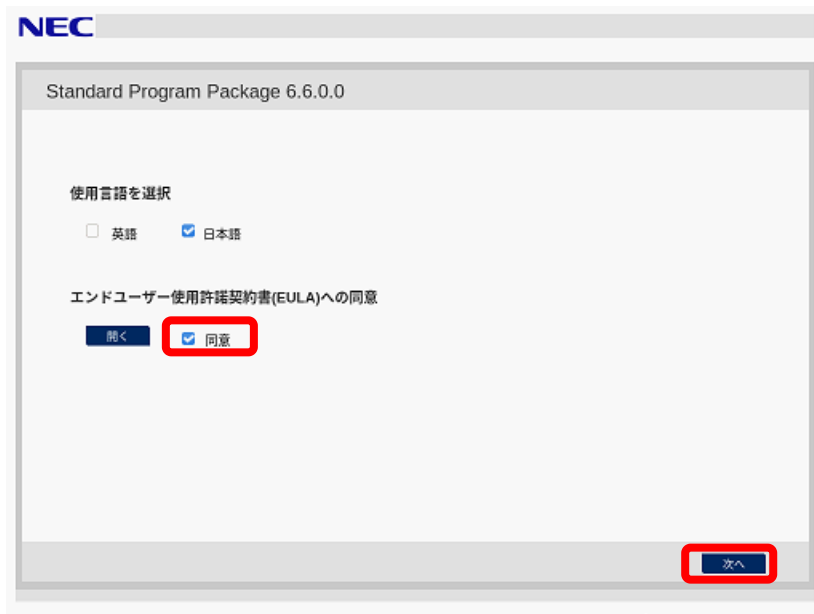 NEC
Standard Program Package 6.6.0.0
使用言語を選択
英語 日本語
エンドユーザー使用許諾契約書(EULA)への同意
開く 同意
次へ